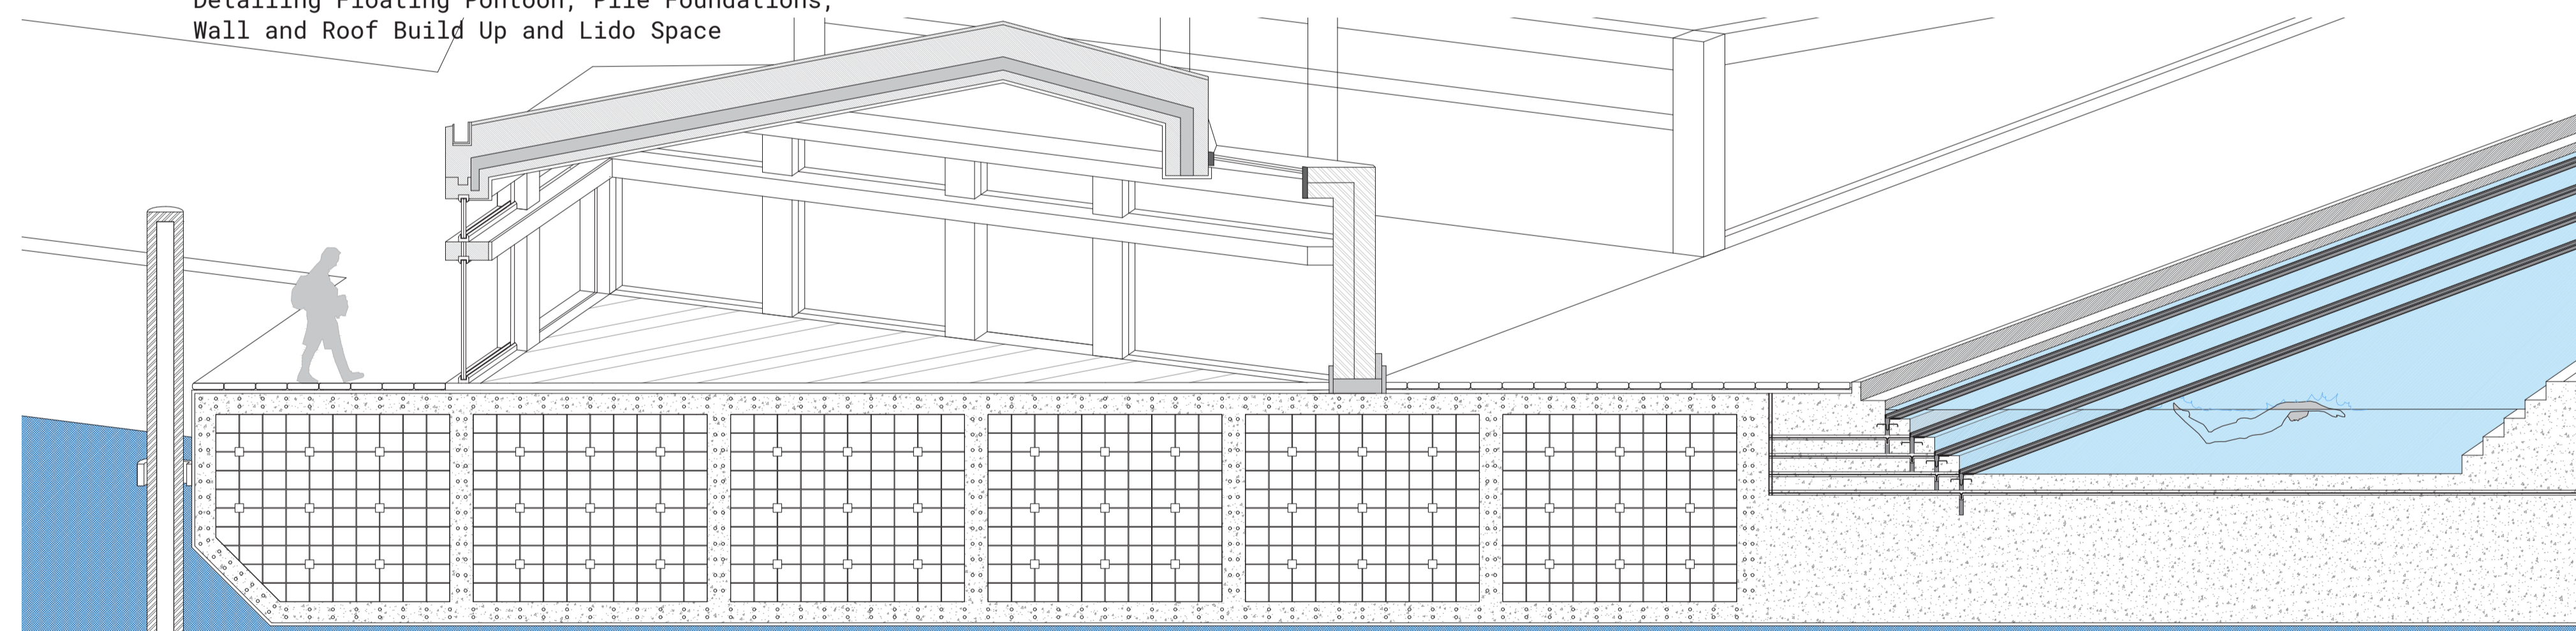 Detailing Floating Pontoon, Pile Foundations,
Wall and Roof Build Up and Lido Space